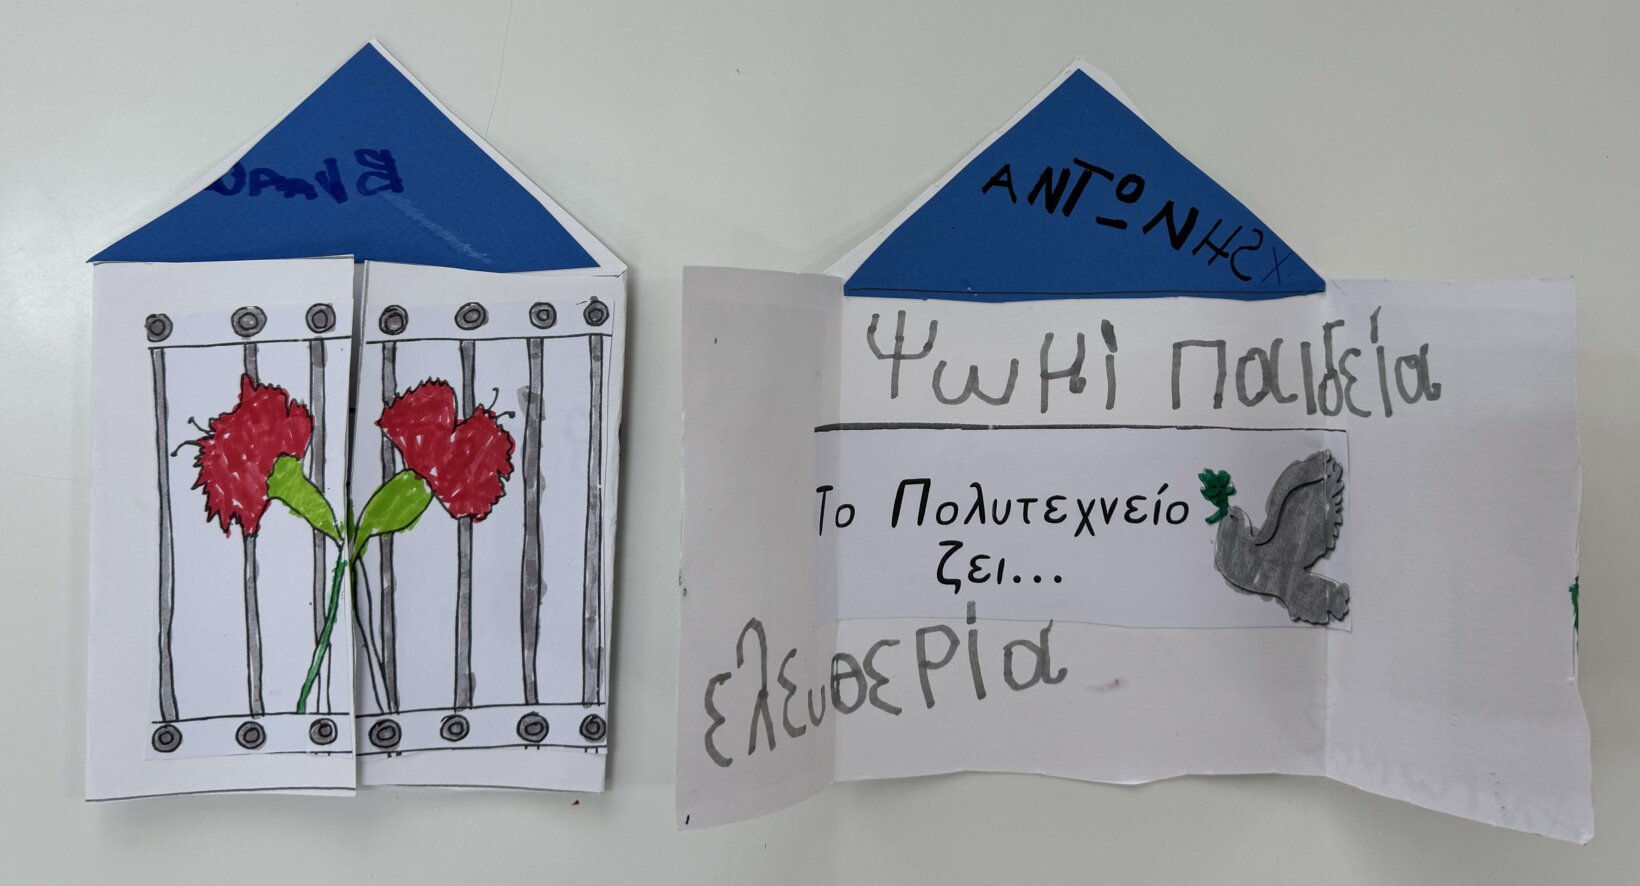 ΑΝΤΩΝΗΣ Χ
Ψωμί παιδεία
Το Πολυτεχνείο
ζει...
ελευθερία